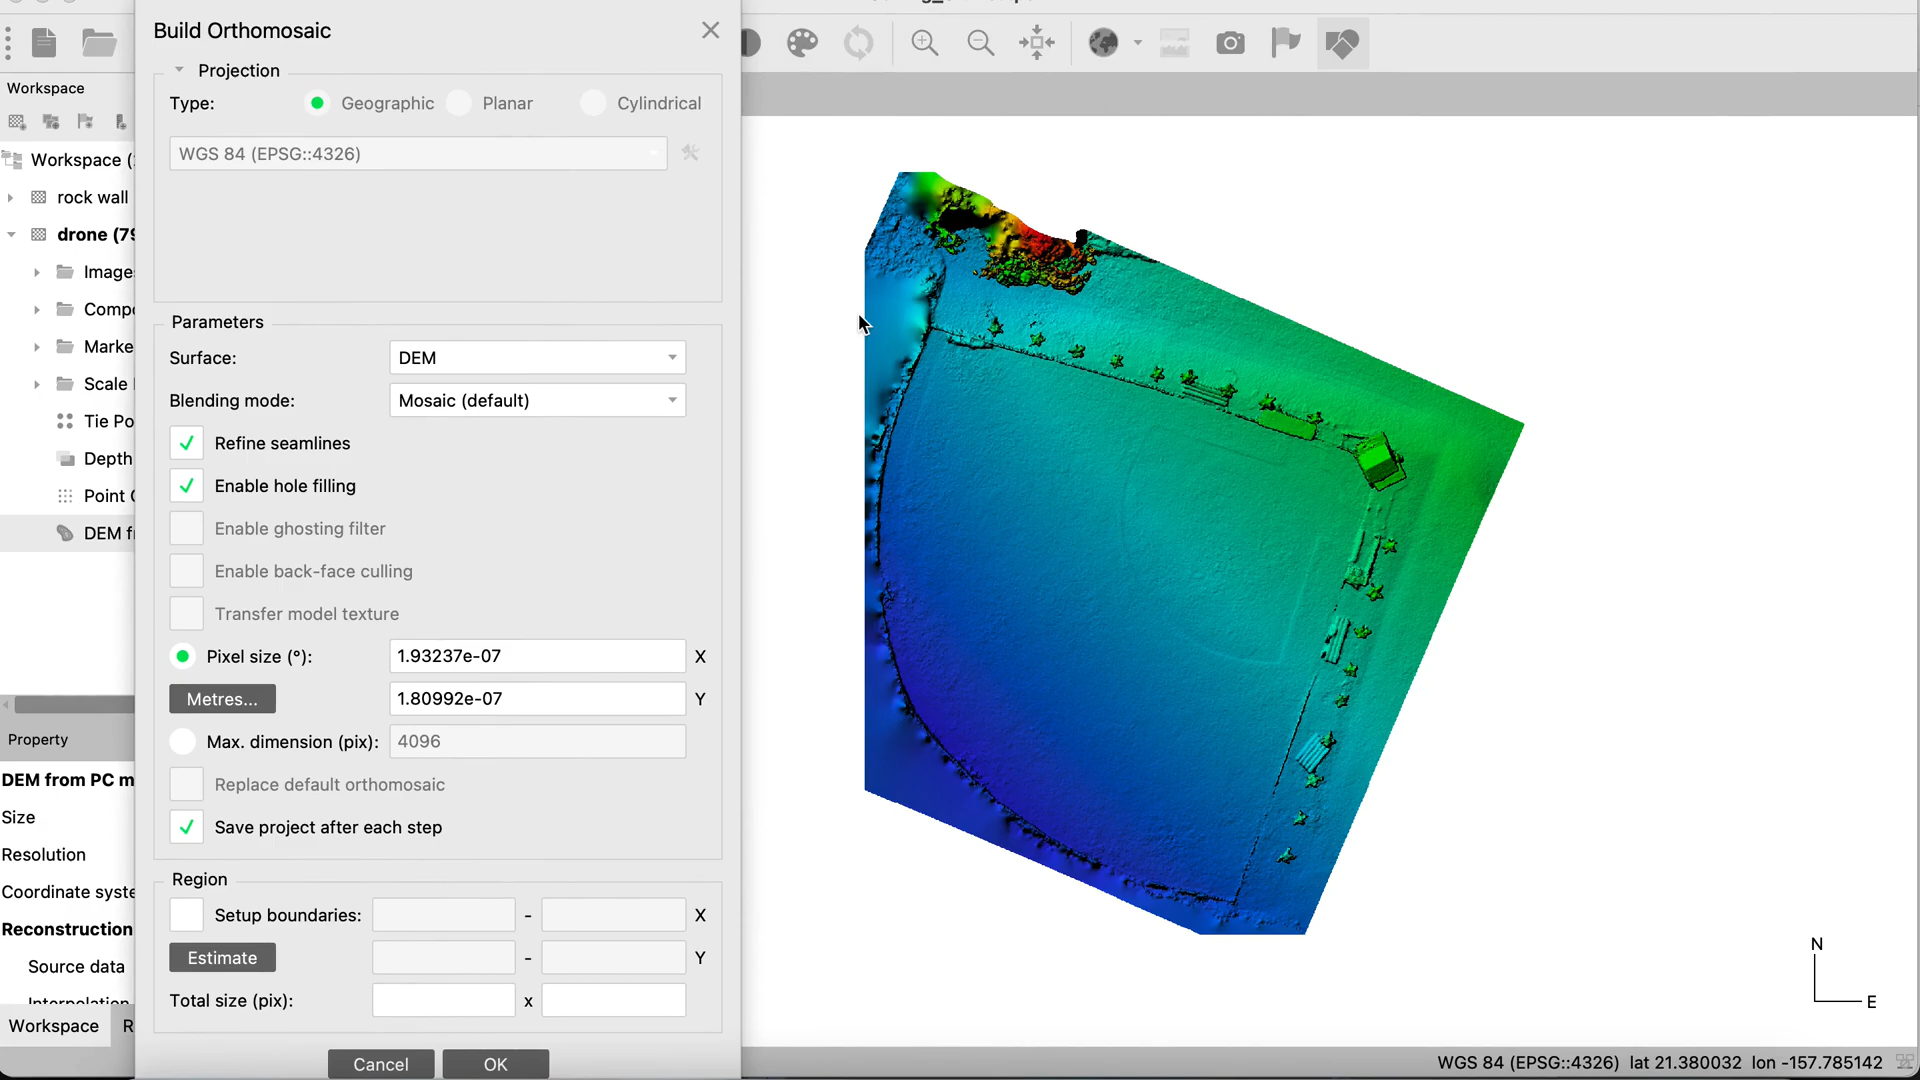 Build Orthomosaic
Workspace
Projection
Type:
Geographic
Planar
Cylindrical
WGS 84 (EPSG::4326)
Workspace (
rock wall
drone (79
Image
Comp
Marke
Scale
Tie Po
Depth
Point
DEM f
Parameters
Surface:
DEM
Blending mode:
Mosaic (default)
Refine seamlines
Enable hole filling
Enable ghosting filter
Enable back-face culling
Transfer model texture
Pixel size (°):
1.93237e-07
X
Metres...
1.80992e-07
Y
Max. dimension (pix):
4096
Replace default orthomosaic
Save project after each step
Property
DEM from PC m
Size
Resolution
Coordinate syste
Reconstruction
Source data
Interpolation
Region
Setup boundaries:
-
X
Estimate
-
Y
Total size (pix):
x
Workspace
R
Cancel
OK
N
E
WGS 84 (EPSG::4326) lat 21.380032 lon -157.785142